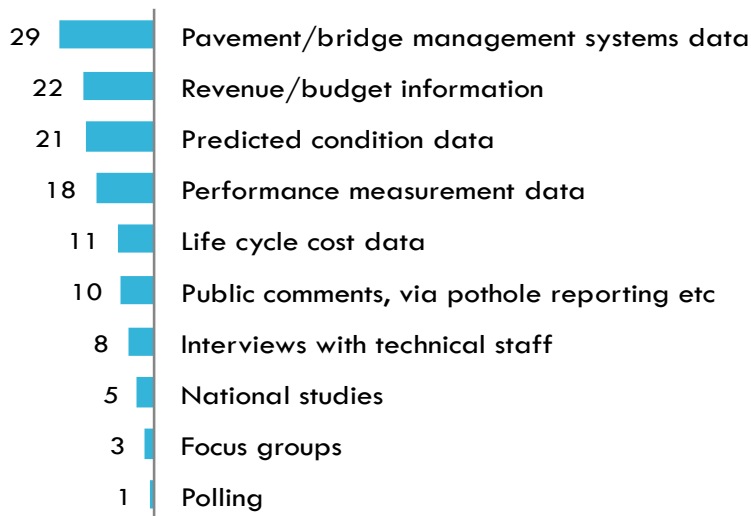 29 Pavement/bridge management systems data
22 Revenue/budget information
21 Predicted condition data
18 Performance measurement data
11 Life cycle cost data
10 Public comments, via pothole reporting etc
8 Interviews with technical staff
5 National studies
3 Focus groups
1 Polling